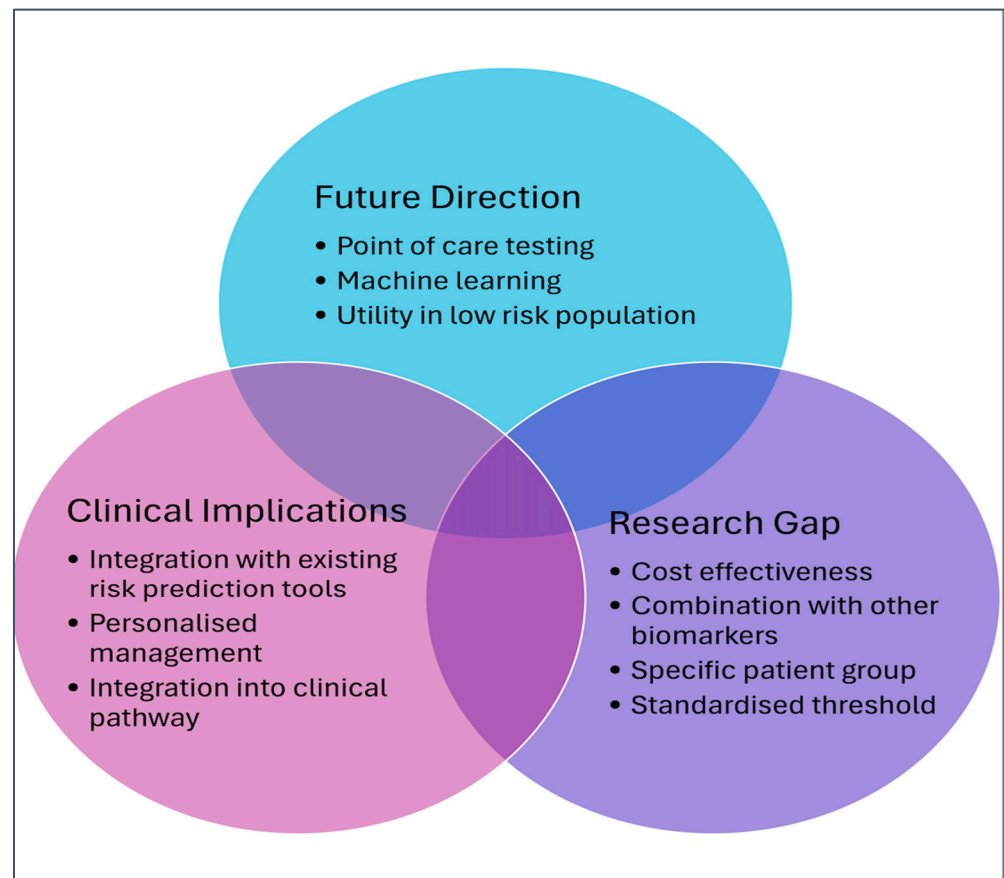 Future Direction
• Point of care testing
• Machine learning
• Utility in low risk population
Clinical Implications
• Integration with existing
risk prediction tools
• Personalised
management
• Integration into clinical
pathway
Research Gap
• Cost effectiveness
• Combination with other
biomarkers
• Specific patient group
• Standardised threshold